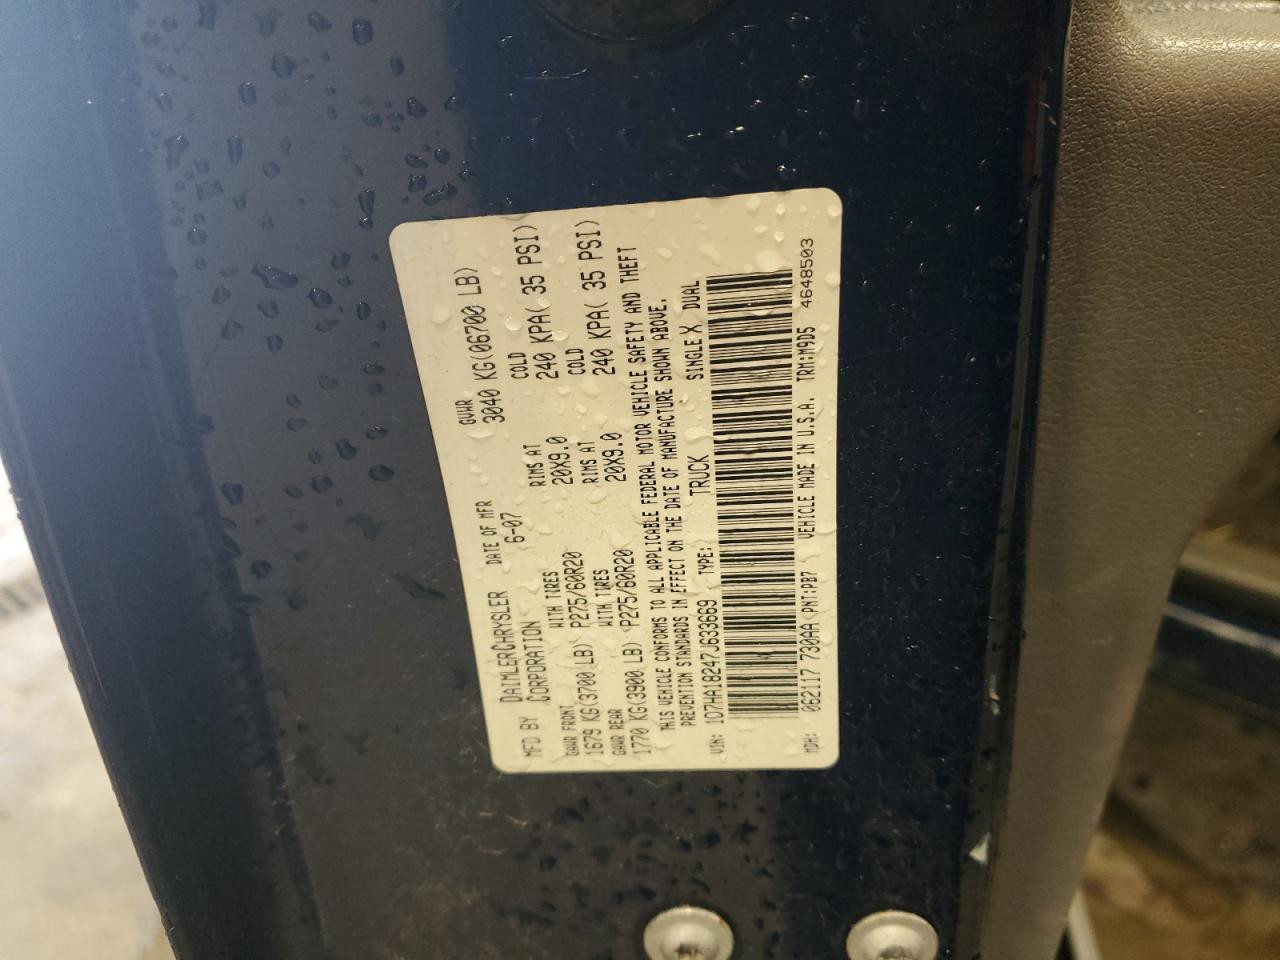 MFD BY DAIMLERCHRYSLER CORPORATION DATE OF MFR 6-07 GVWR 3040 KG(06700 LB)
GAWR FRONT WITH TIRES RIMS AT COLD
1679 KG(3700 LB) P275/60R20 20X9.0 240 KPA( 35 PSI)
GAWR REAR WITH TIRES RIMS AT COLD
1770 KG(3900 LB) P275/60R20 20X9.0 240 KPA( 35 PSI)
THIS VEHICLE CONFORMS TO ALL APPLICABLE FEDERAL MOTOR VEHICLE SAFETY AND THEFT
PREVENTION STANDARDS IN EFFECT ON THE DATE OF MANUFACTURE SHOWN ABOVE.
VIN: 1D7HA18247J633669 TYPE: TRUCK SINGLE X DUAL
MDH: 062117 730AA PNT:PB7 VEHICLE MADE IN U.S.A. TRM:M9D5 4648503